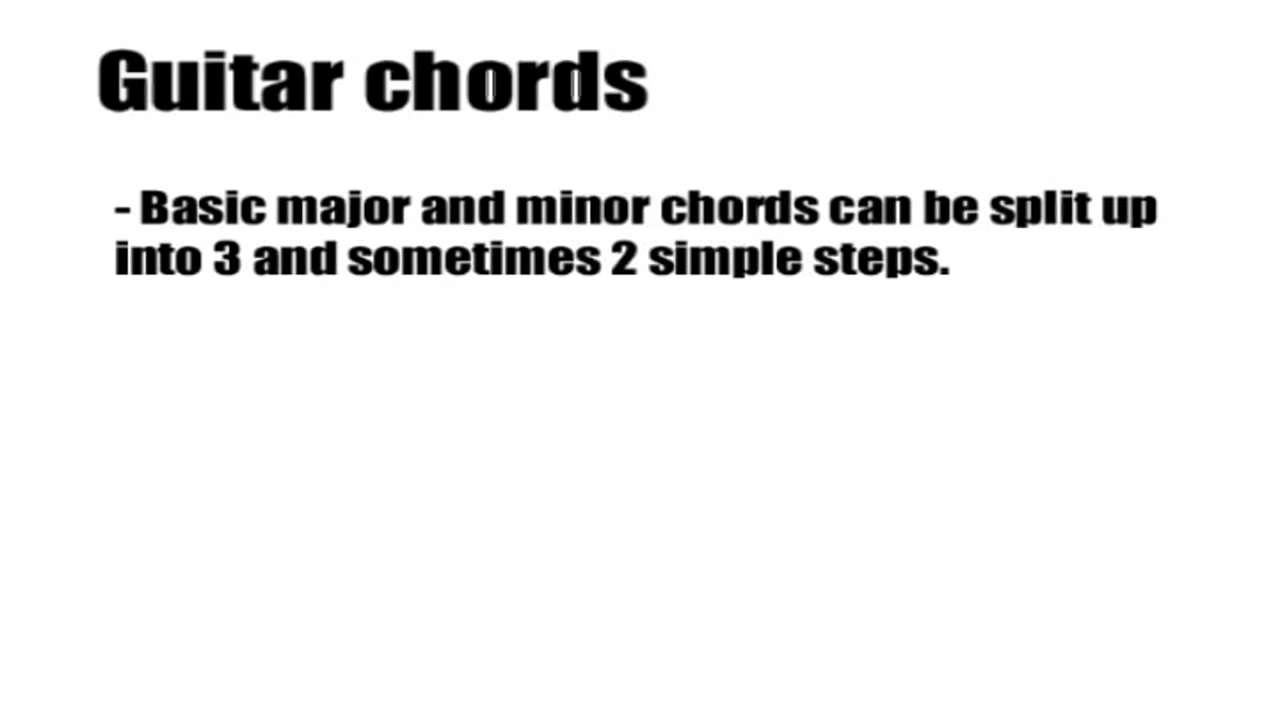 Guitar chords
- Basic major and minor chords can be split up
into 3 and sometimes 2 simple steps.